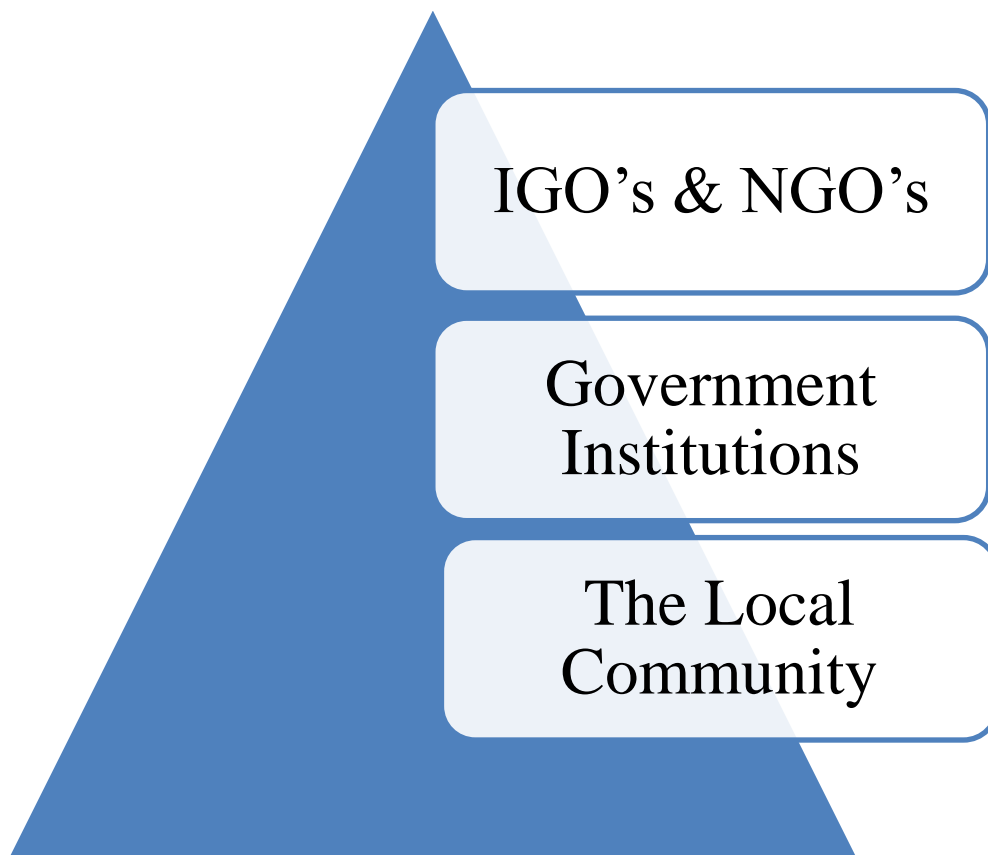 IGO’s & NGO’s
Government
Institutions
The Local
Community